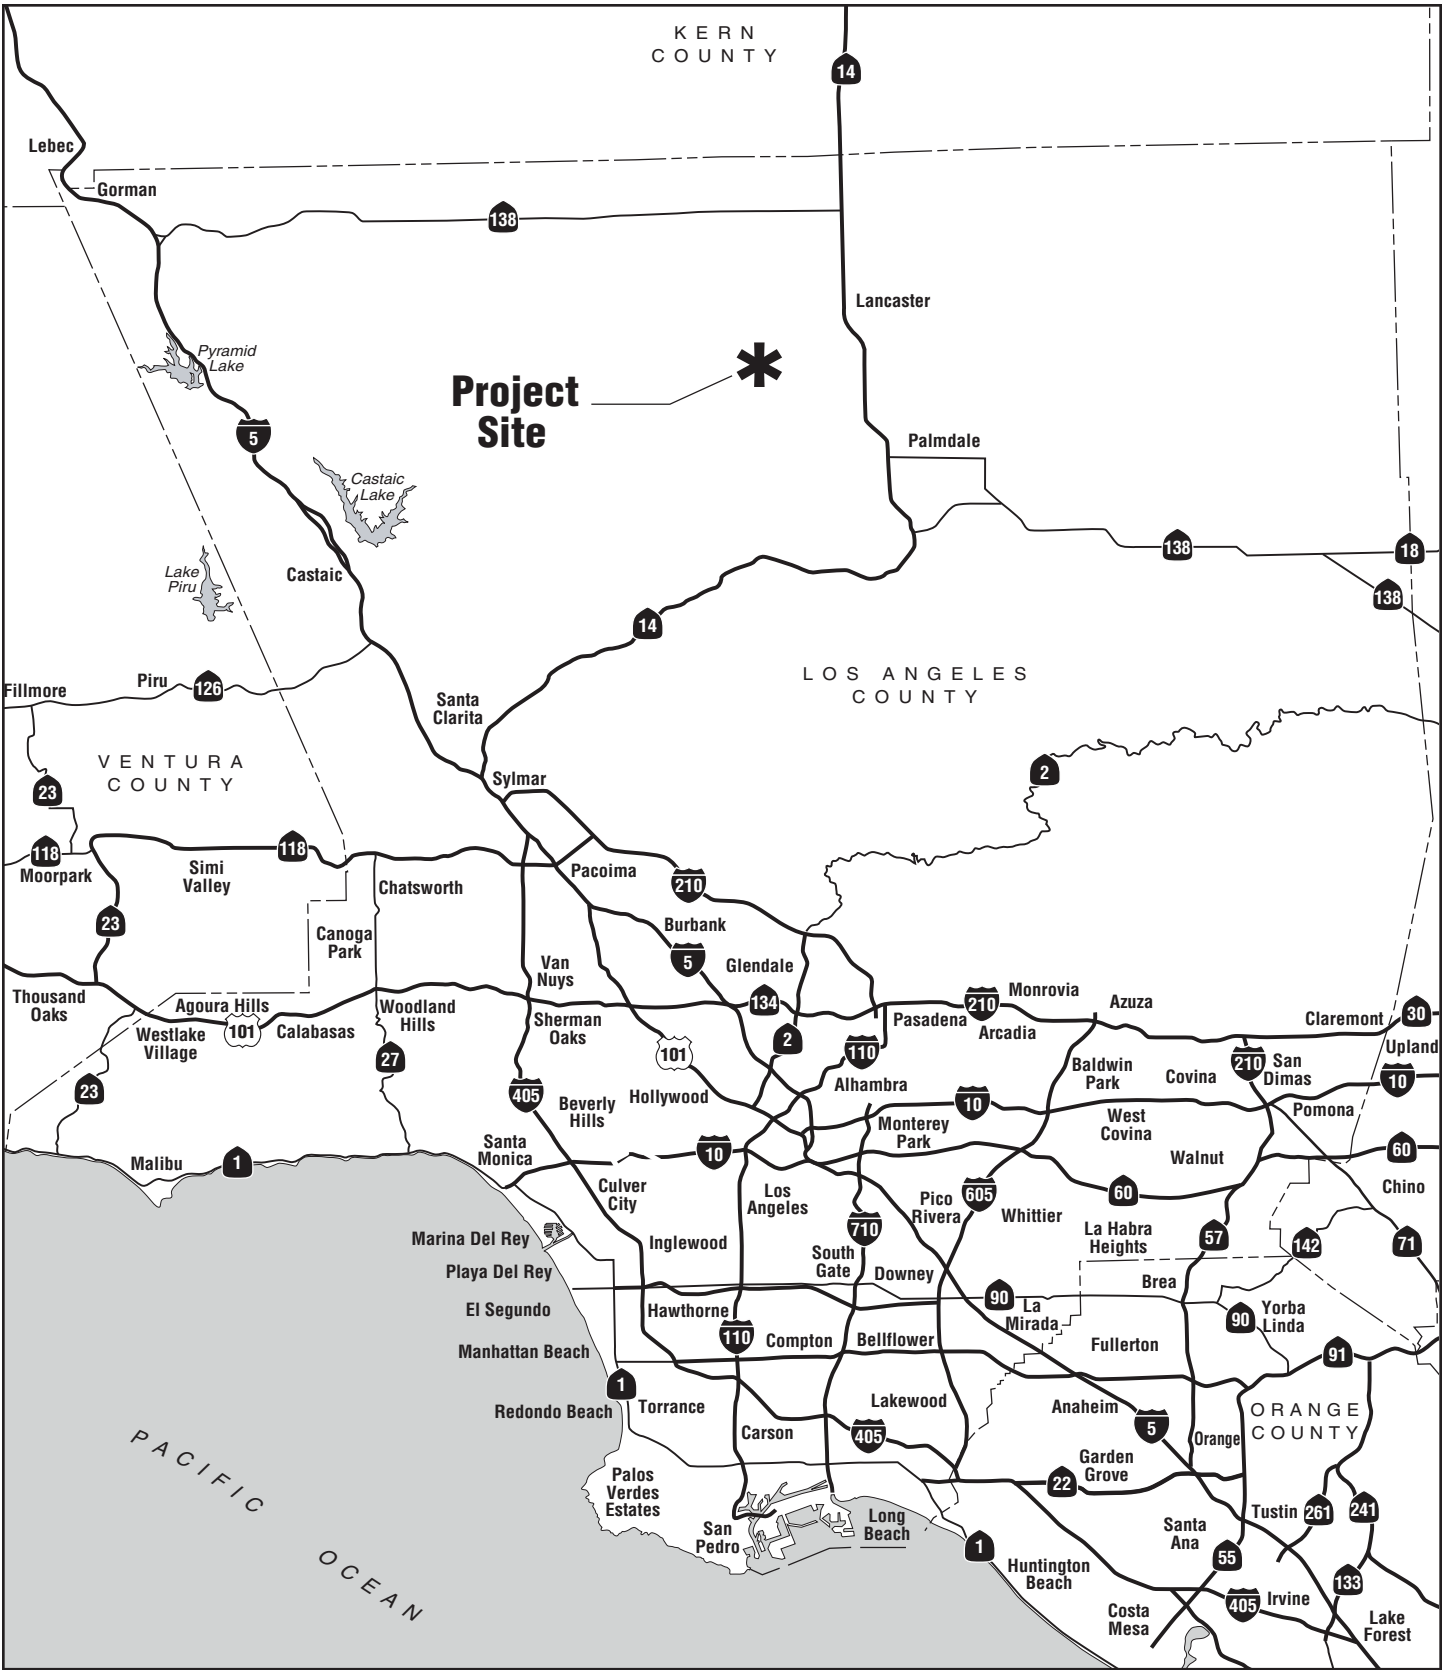 KERN
COUNTY
14
Lebec
Gorman
138
Lancaster
Pyramid
Lake
Project
Site
5
Palmdale
Castaic
Lake
138
18
Lake
Piru
Castaic
138
14
LOS ANGELES
COUNTY
Piru
126
Fillmore
Santa
Clarita
VENTURA
COUNTY
2
Sylmar
23
118
118
Moorpark
Simi
Valley
Pacoima
210
Chatsworth
23
Burbank
Canoga
Park
5
Van
Nuys
Glendale
Thousand
Oaks
Agoura Hills
134
210
Monrovia
Azuza
Woodland
Hills
Pasadena
Arcadia
Claremont
30
101
Calabasas
Westlake
Village
Sherman
Oaks
2
Upland
101
110
27
210
San
Dimas
Baldwin
Park
Covina
10
23
405
Hollywood
Alhambra
10
Beverly
Hills
Monterey
Park
West
Covina
Pomona
Santa
Monica
10
60
Malibu
1
Walnut
Culver
City
Los
Angeles
Pico
Rivera
605
60
Chino
Whittier
710
Marina Del Rey
Inglewood
La Habra
Heights
57
142
71
South
Gate
Downey
Playa Del Rey
Brea
90
La
Mirada
El Segundo
Hawthorne
Yorba
Linda
90
110
Compton
Bellflower
Fullerton
Manhattan Beach
91
1
Redondo Beach
Torrance
Lakewood
Anaheim
ORANGE
COUNTY
5
Carson
405
Orange
PACIFIC
OCEAN
Palos
Verdes
Estates
Garden
Grove
22
Tustin
261
241
San
Pedro
Long
Beach
Santa
Ana
1
55
Huntington
Beach
133
405
Irvine
Costa
Mesa
Lake
Forest